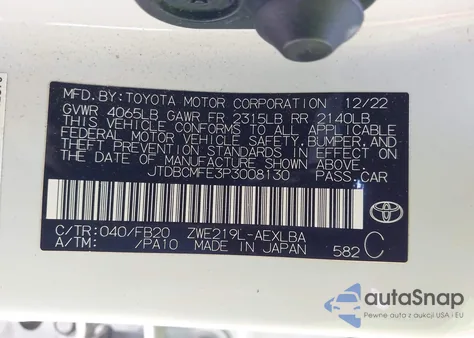 MFD.BY:TOYOTA MOTOR CORPORATION 12/22
GVWR 4065LB GAWR FR 2315LB RR 2140LB
THIS VEHICLE CONFORMS TO ALL APPLICABLE
FEDERAL MOTOR VEHICLE SAFETY,BUMPER,AND
THEFT PREVENTION STANDARDS IN EFFECT ON
THE DATE OF MANUFACTURE SHOWN ABOVE.
JTDBCMFE3P3008130 PASS.CAR
C/TR:040/FB20 ZWE219L-AEXLBA
A/TM: /PA10 MADE IN JAPAN 582 C
TOYOTA
autoSnap
Pewne auto z aukcji USA i EU